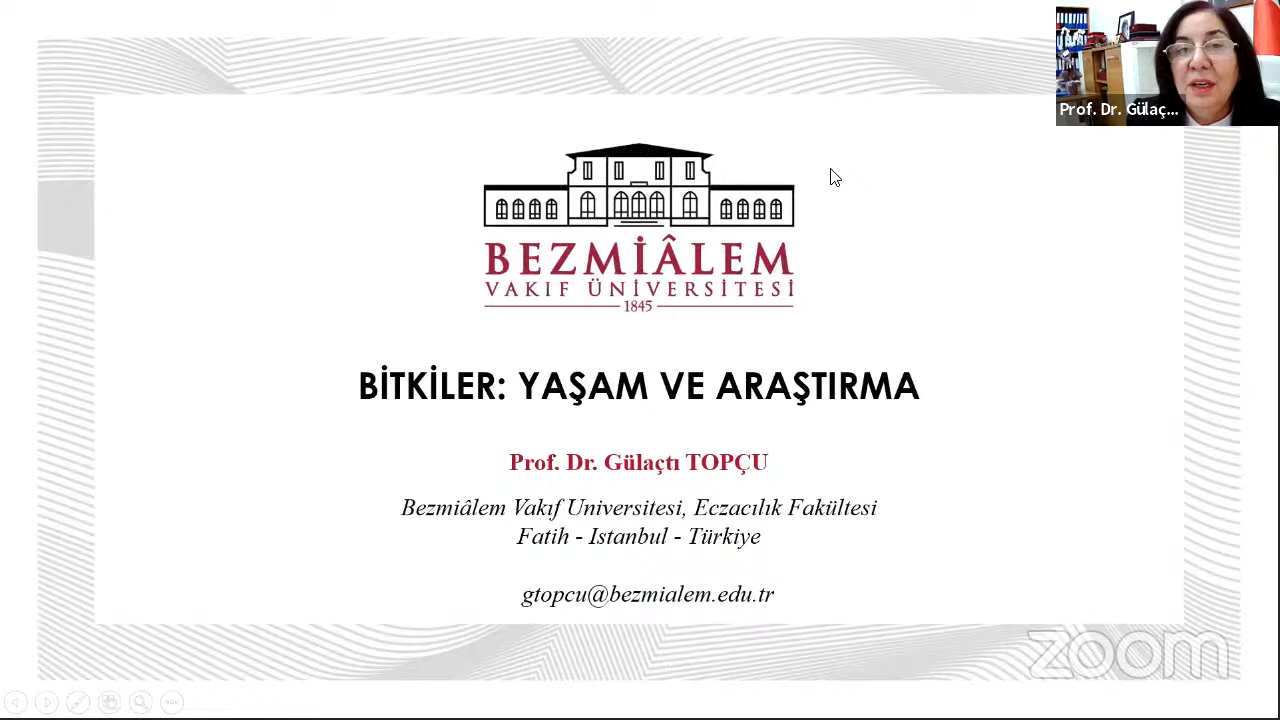 Prof. Dr. Gülaç...
BEZMİÂLEM
VAKIF ÜNİVERSİTESİ
1845
BİTKİLER: YAŞAM VE ARAŞTIRMA
Prof. Dr. Gülaçtı TOPÇU
Bezmiâlem Vakıf Universitesi, Eczacılık Fakültesi
Fatih - Istanbul - Türkiye
gtopcu@bezmialem.edu.tr
zoom